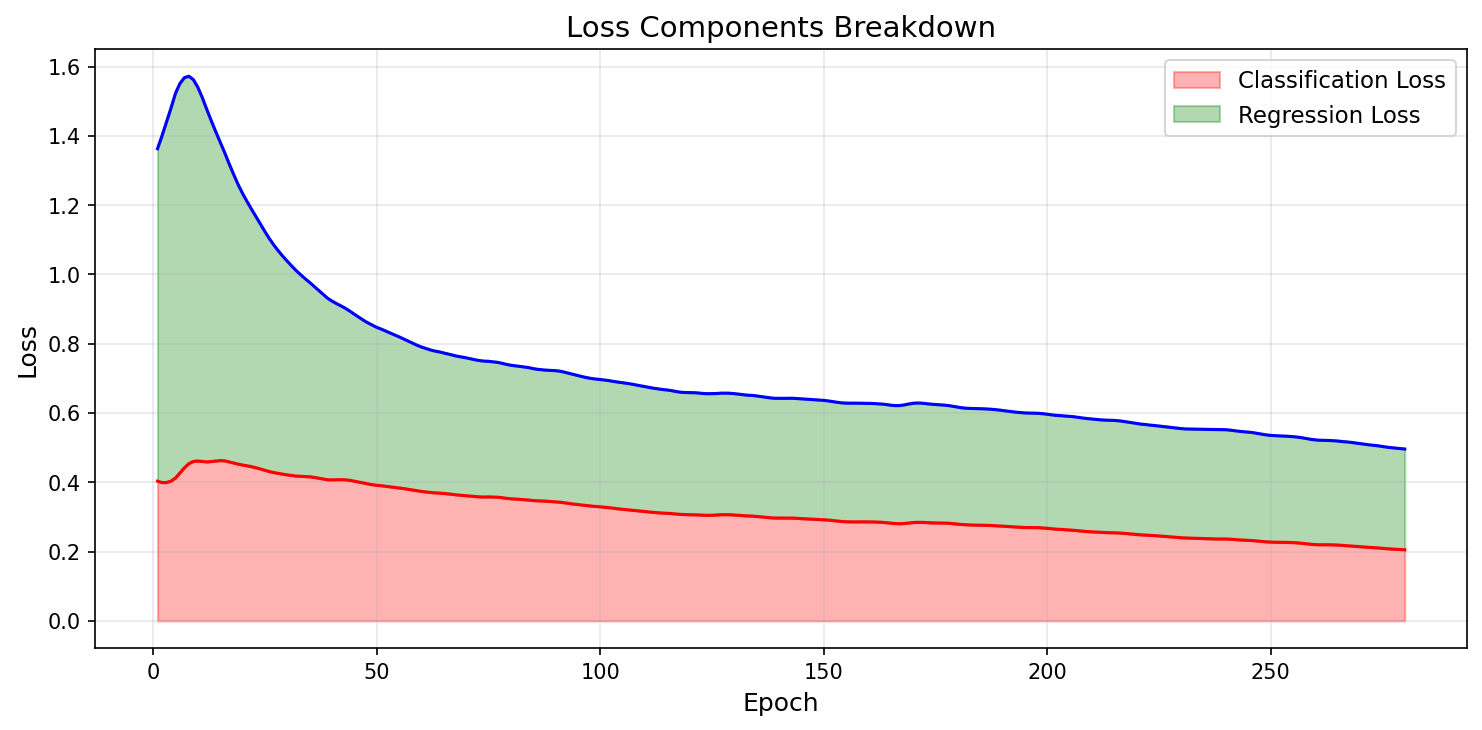 Loss Components Breakdown
Classification Loss
Regression Loss
1.6
1.4
1.2
1.0
0.8
0.6
0.4
0.2
0.0
Loss
0 50 100 150 200 250
Epoch